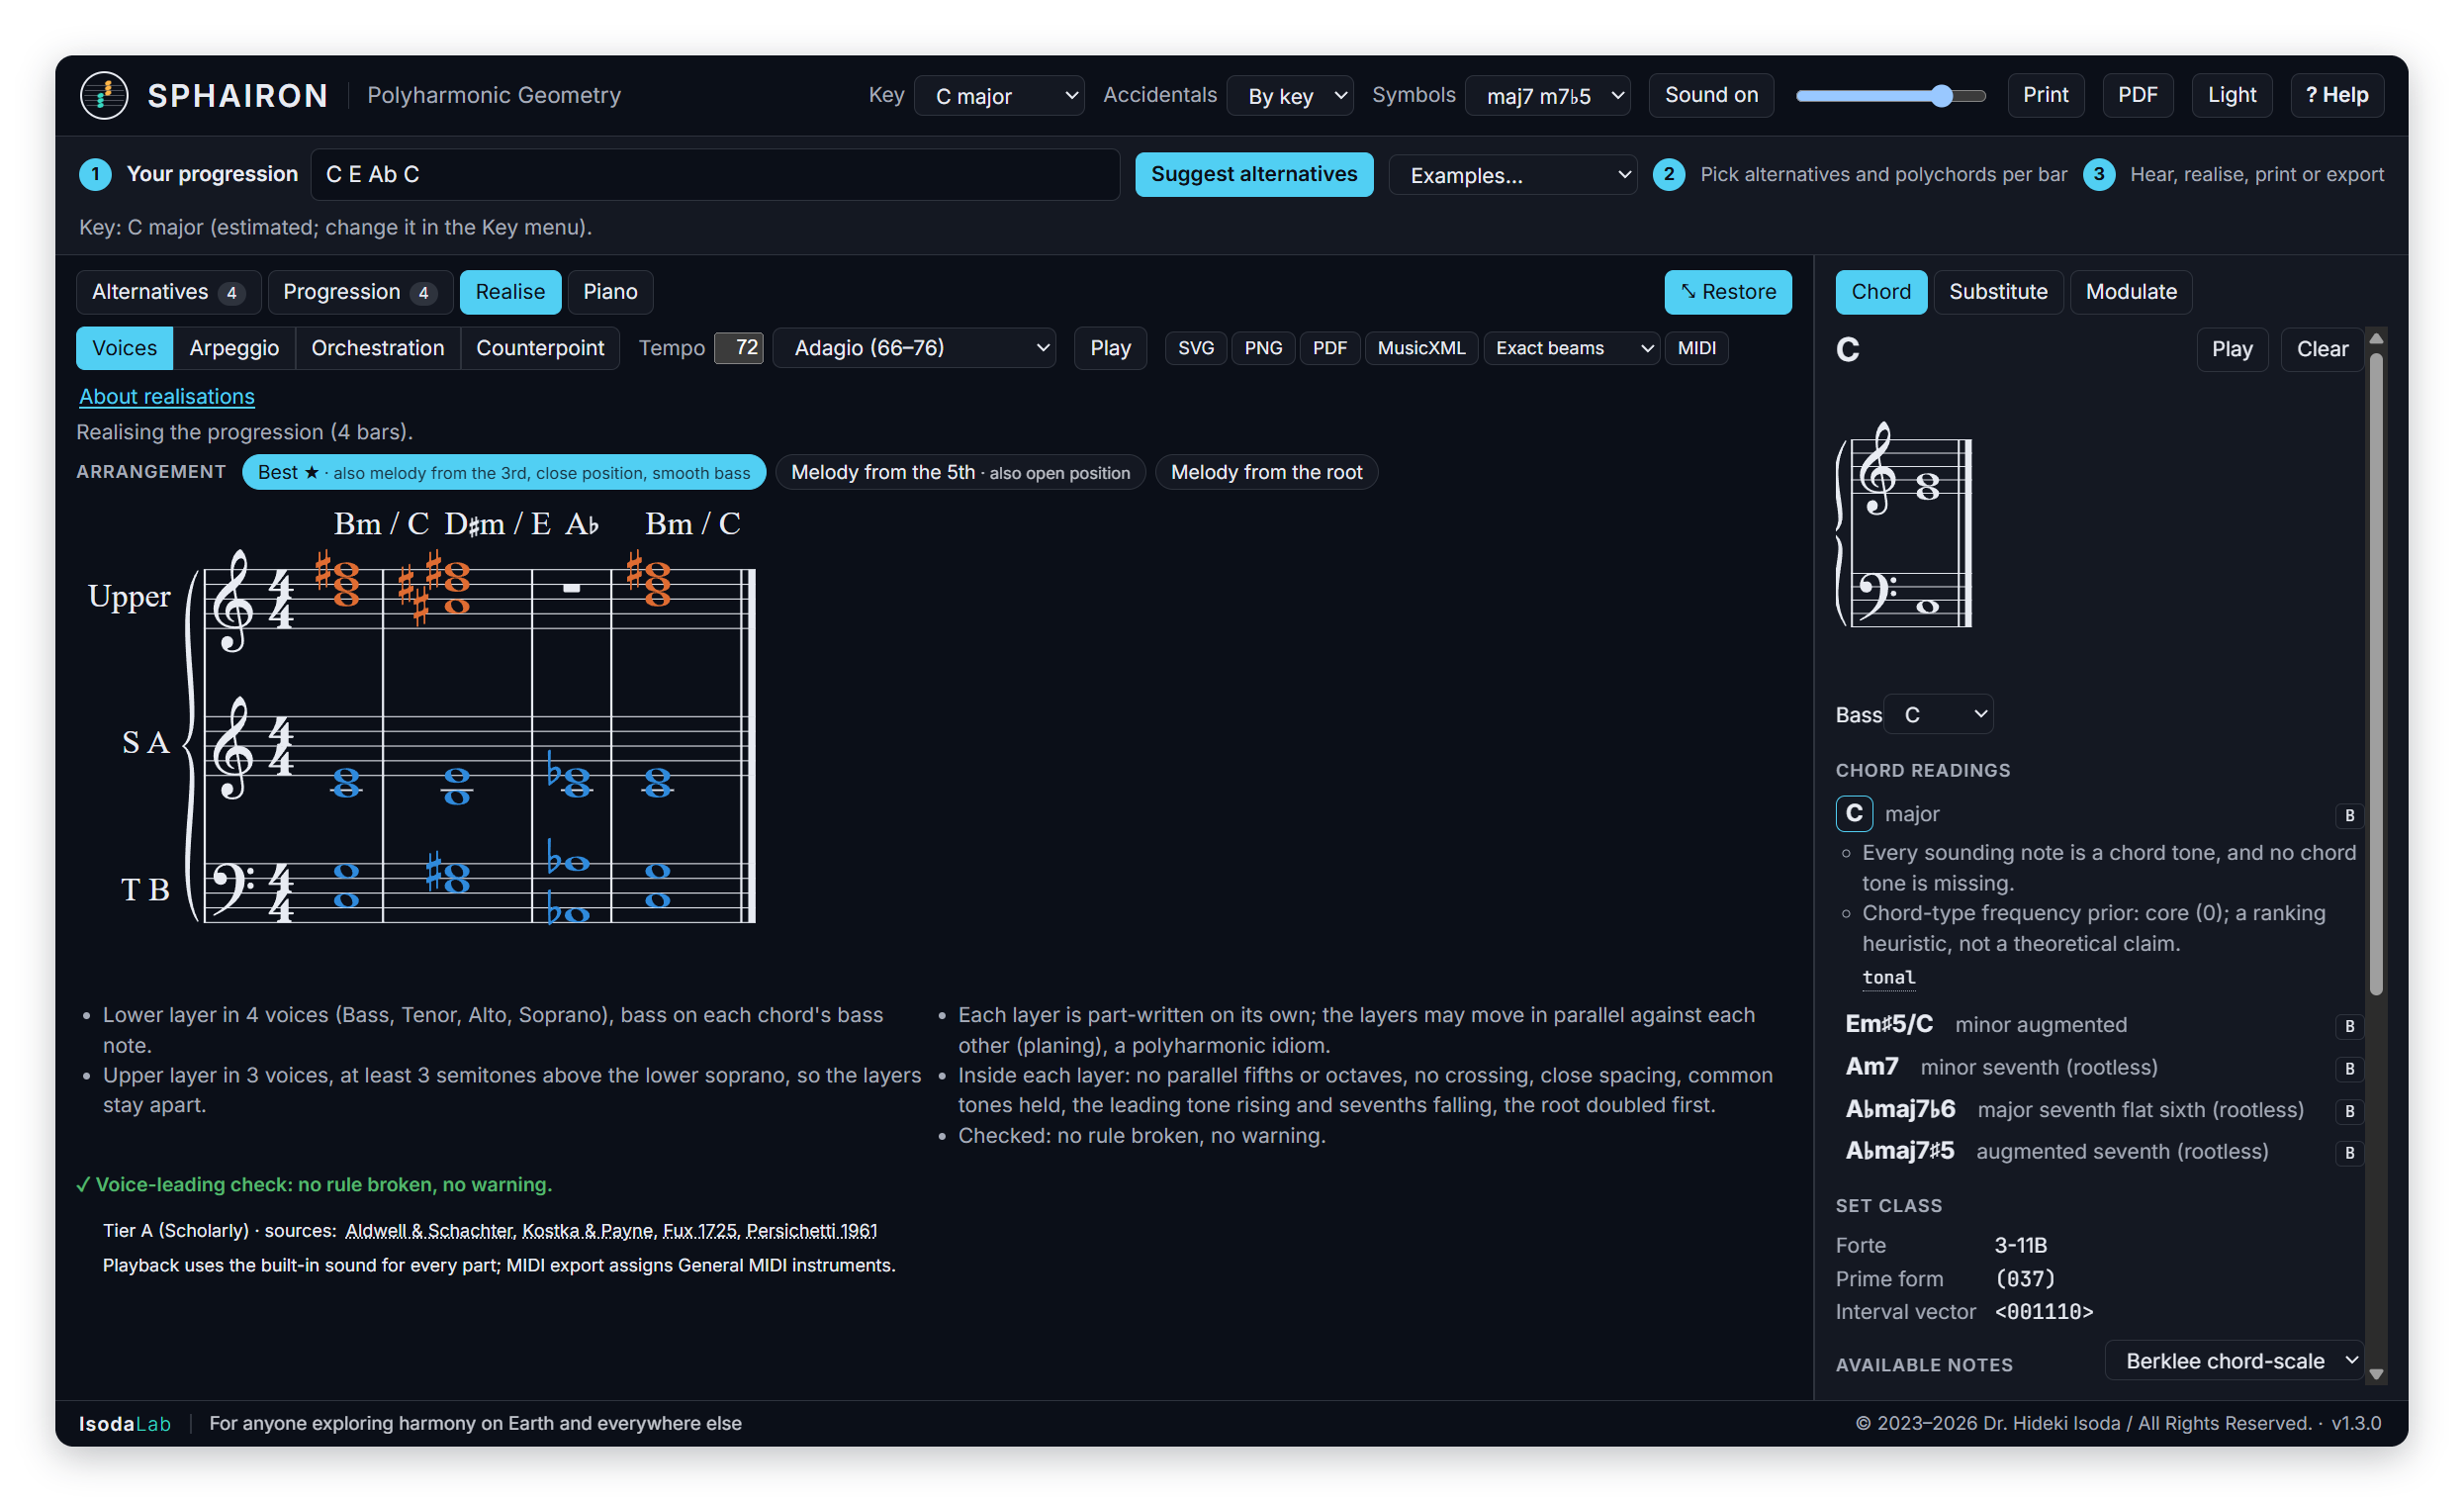 SPHAIRON | Polyharmonic Geometry Key C major Accidentals By key Symbols maj7 m7♭5 Sound on Print PDF Light ? Help
1 Your progression C E Ab C Suggest alternatives Examples... 2 Pick alternatives and polychords per bar 3 Hear, realise, print or export
Key: C major (estimated; change it in the Key menu).
Alternatives 4 Progression 4 Realise Piano ⤡ Restore
Voices Arpeggio Orchestration Counterpoint Tempo 72 Adagio (66–76) Play SVG PNG PDF MusicXML Exact beams MIDI
About realisations
Realising the progression (4 bars).
ARRANGEMENT Best ★ · also melody from the 3rd, close position, smooth bass Melody from the 5th · also open position Melody from the root
Bm / C D♯m / E A♭ Bm / C
Upper
4
4
S A
4
4
T B
4
4
Lower layer in 4 voices (Bass, Tenor, Alto, Soprano), bass on each chord's bass
note.
Upper layer in 3 voices, at least 3 semitones above the lower soprano, so the layers
stay apart.
Each layer is part-written on its own; the layers may move in parallel against each
other (planing), a polyharmonic idiom.
Inside each layer: no parallel fifths or octaves, no crossing, close spacing, common
tones held, the leading tone rising and sevenths falling, the root doubled first.
Checked: no rule broken, no warning.
✓ Voice-leading check: no rule broken, no warning.
Tier A (Scholarly) · sources: Aldwell & Schachter, Kostka & Payne, Fux 1725, Persichetti 1961
Playback uses the built-in sound for every part; MIDI export assigns General MIDI instruments.
Chord Substitute Modulate
C Play Clear
Bass C
CHORD READINGS
C major B
Every sounding note is a chord tone, and no chord
tone is missing.
Chord-type frequency prior: core (0); a ranking
heuristic, not a theoretical claim.
tonal
Em♯5/C minor augmented B
Am7 minor seventh (rootless) B
A♭maj7♭6 major seventh flat sixth (rootless) B
A♭maj7♯5 augmented seventh (rootless) B
SET CLASS
Forte 3-11B
Prime form (037)
Interval vector <001110>
AVAILABLE NOTES Berklee chord-scale
IsodaLab | For anyone exploring harmony on Earth and everywhere else © 2023–2026 Dr. Hideki Isoda / All Rights Reserved. · v1.3.0